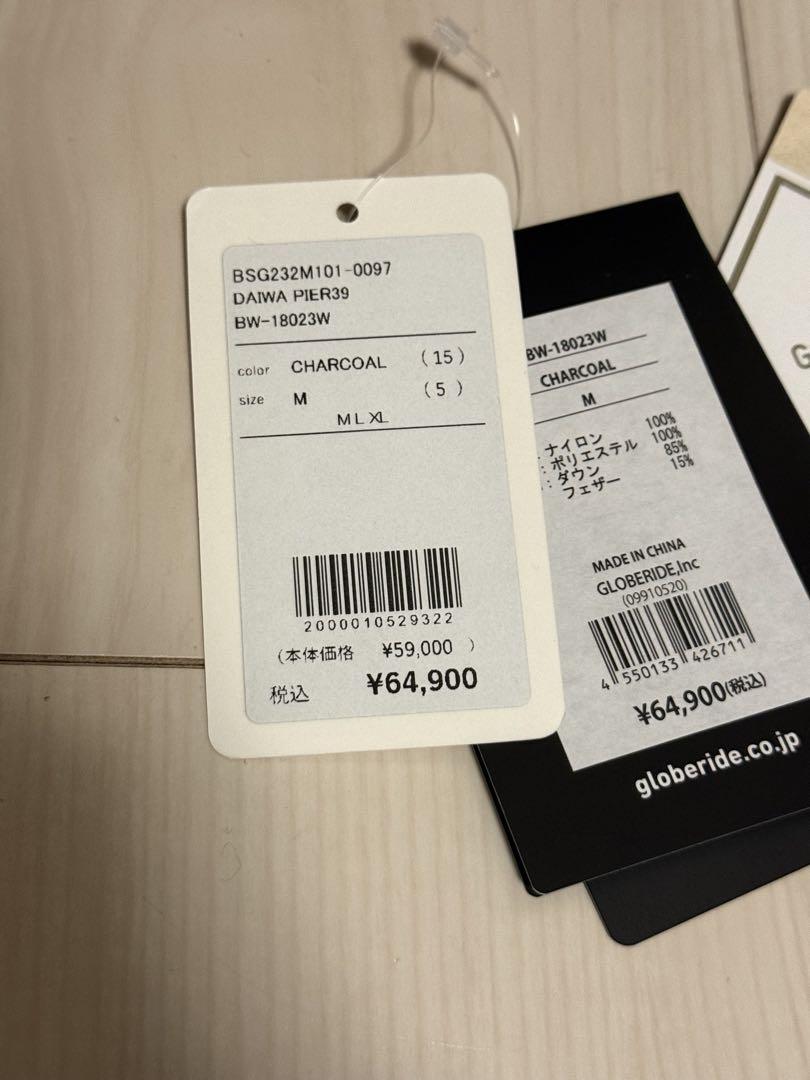 BSG232M101-0097
DAIWA PIER39
BW-18023W
color CHARCOAL (15)
size M (5)
M L XL
2000010529322
(本体価格 ¥59,000 )
税込 ¥64,900
BW-18023W
CHARCOAL
M
ナイロン 100%
:ポリエステル 100%
:ダウン 85%
フェザー 15%
MADE IN CHINA
GLOBERIDE,Inc
(09910520)
4 550133 426711
¥64,900(税込)
globeride.co.jp
G